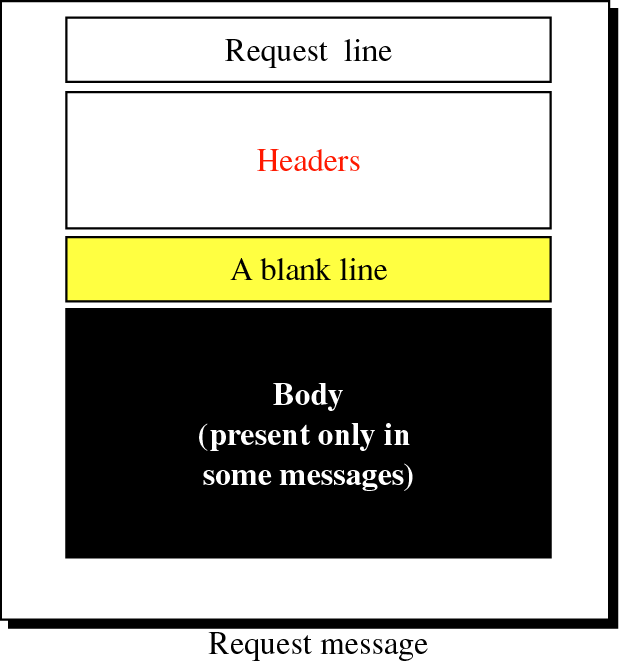 Request line
Headers
A blank line
Body
(present only in
some messages)
Request message